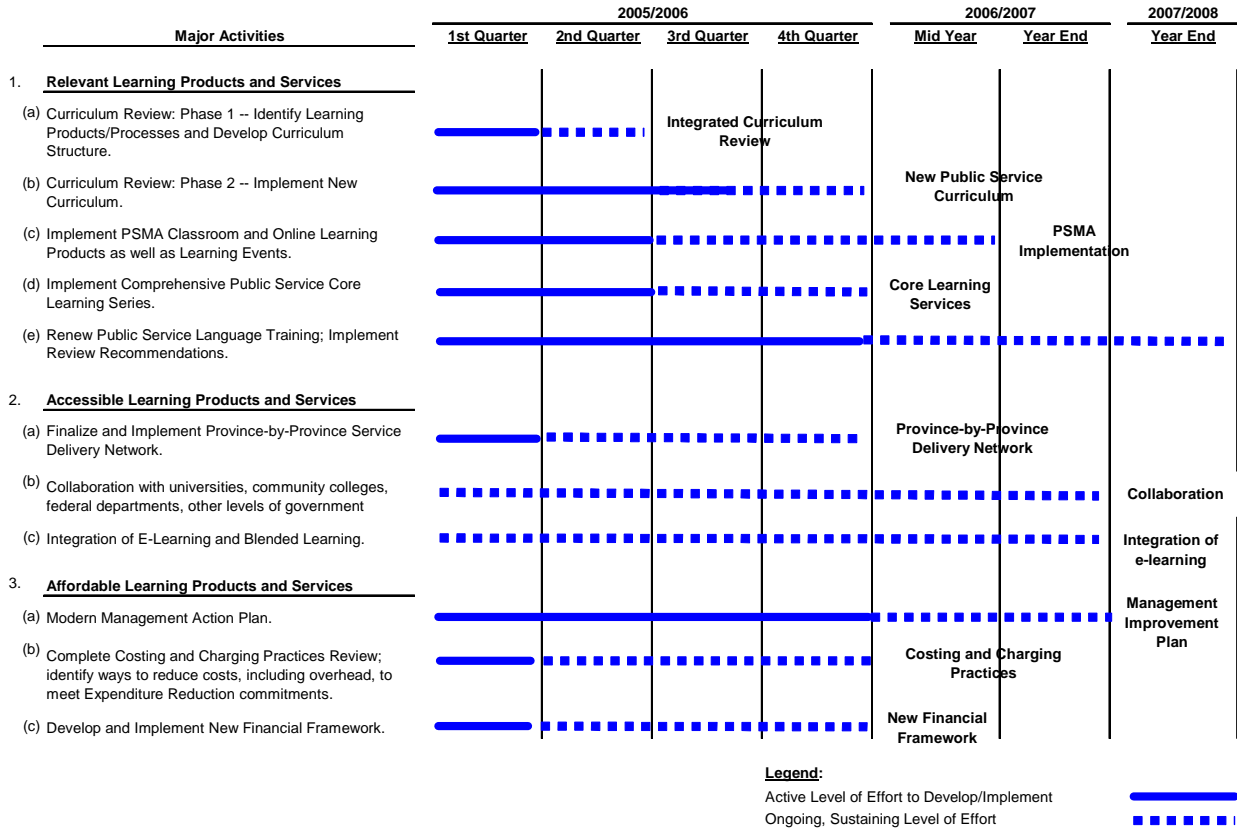 2005/2006 2006/2007 2007/2008
Major Activities 1st Quarter 2nd Quarter 3rd Quarter 4th Quarter Mid Year Year End Year End
1. Relevant Learning Products and Services
(a) Curriculum Review: Phase 1 -- Identify Learning
Products/Processes and Develop Curriculum
Structure.
Integrated Curriculum
Review
(b) Curriculum Review: Phase 2 -- Implement New
Curriculum.
New Public Service
Curriculum
(c) Implement PSMA Classroom and Online Learning
Products as well as Learning Events.
PSMA
Implementation
(d) Implement Comprehensive Public Service Core
Learning Series.
Core Learning
Services
(e) Renew Public Service Language Training; Implement
Review Recommendations.
2. Accessible Learning Products and Services
(a) Finalize and Implement Province-by-Province Service
Delivery Network.
Province-by-Province
Delivery Network
(b) Collaboration with universities, community colleges,
federal departments, other levels of government
Collaboration
(c) Integration of E-Learning and Blended Learning.
Integration of
e-learning
3. Affordable Learning Products and Services
(a) Modern Management Action Plan.
Management
Improvement
Plan
(b) Complete Costing and Charging Practices Review;
identify ways to reduce costs, including overhead, to
meet Expenditure Reduction commitments.
Costing and Charging
Practices
(c) Develop and Implement New Financial Framework.
New Financial
Framework
Legend:
Active Level of Effort to Develop/Implement
Ongoing, Sustaining Level of Effort